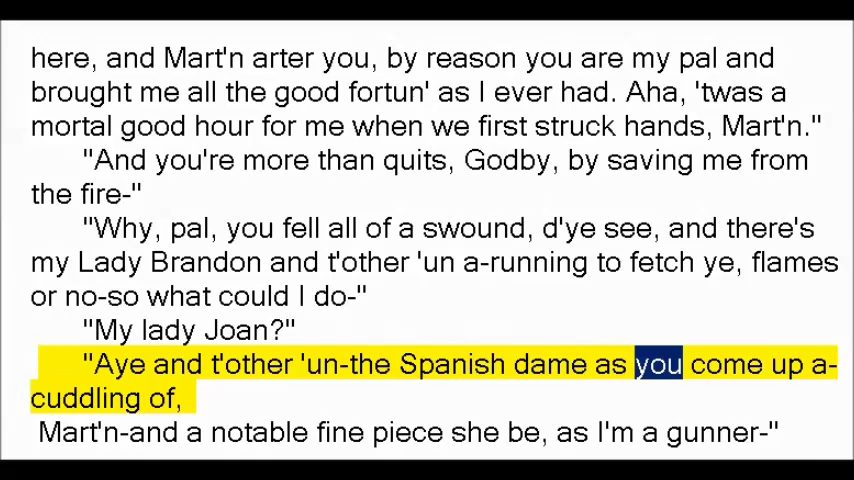 here, and Mart'n arter you, by reason you are my pal and
brought me all the good fortun' as I ever had. Aha, 'twas a
mortal good hour for me when we first struck hands, Mart'n."
"And you're more than quits, Godby, by saving me from
the fire-"
"Why, pal, you fell all of a swound, d'ye see, and there's
my Lady Brandon and t'other 'un a-running to fetch ye, flames
or no-so what could I do-"
"My lady Joan?"
"Aye and t'other 'un-the Spanish dame as you come up a-
cuddling of,
Mart'n-and a notable fine piece she be, as I'm a gunner-"